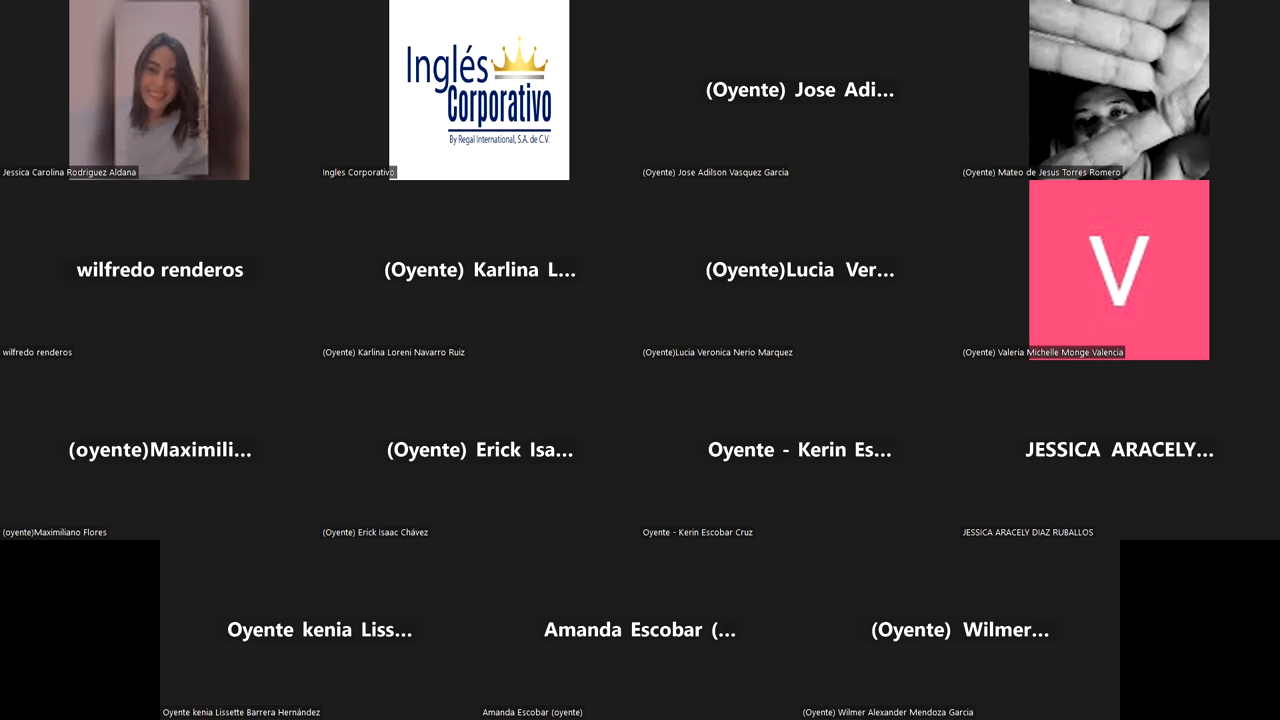 Inglés
Corporativo
By Regal International, S.A. de C.V.
(Oyente) Jose Adi...
Jessica Carolina Rodriguez Aldana
Ingles Corporativo
(Oyente) Jose Adilson Vasquez Garcia
(Oyente) Mateo de Jesus Torres Romero
wilfredo renderos
(Oyente) Karlina L...
(Oyente)Lucia Ver...
V
wilfredo renderos
(Oyente) Karlina Loreni Navarro Ruiz
(Oyente)Lucia Veronica Nerio Marquez
(Oyente) Valeria Michelle Monge Valencia
(oyente)Maximili...
(Oyente) Erick Isa...
Oyente - Kerin Es...
JESSICA ARACELY...
(oyente)Maximiliano Flores
(Oyente) Erick Isaac Chávez
Oyente - Kerin Escobar Cruz
JESSICA ARACELY DIAZ RUBALLOS
Oyente kenia Liss...
Amanda Escobar (...
(Oyente) Wilmer...
Oyente kenia Lissette Barrera Hernández
Amanda Escobar (oyente)
(Oyente) Wilmer Alexander Mendoza Garcia